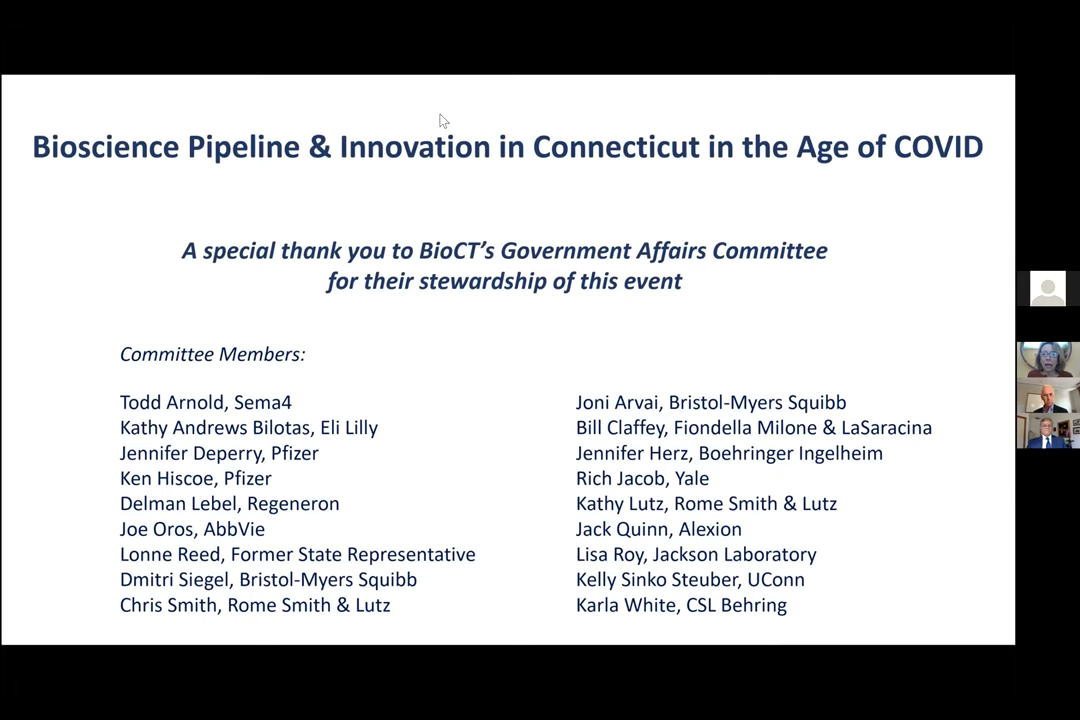 Bioscience Pipeline & Innovation in Connecticut in the Age of COVID
A special thank you to BioCT’s Government Affairs Committee
for their stewardship of this event
Committee Members:
Todd Arnold, Sema4
Kathy Andrews Bilotas, Eli Lilly
Jennifer Deperry, Pfizer
Ken Hiscoe, Pfizer
Delman Lebel, Regeneron
Joe Oros, AbbVie
Lonne Reed, Former State Representative
Dmitri Siegel, Bristol-Myers Squibb
Chris Smith, Rome Smith & Lutz
Joni Arvai, Bristol-Myers Squibb
Bill Claffey, Fiondella Milone & LaSaracina
Jennifer Herz, Boehringer Ingelheim
Rich Jacob, Yale
Kathy Lutz, Rome Smith & Lutz
Jack Quinn, Alexion
Lisa Roy, Jackson Laboratory
Kelly Sinko Steuber, UConn
Karla White, CSL Behring